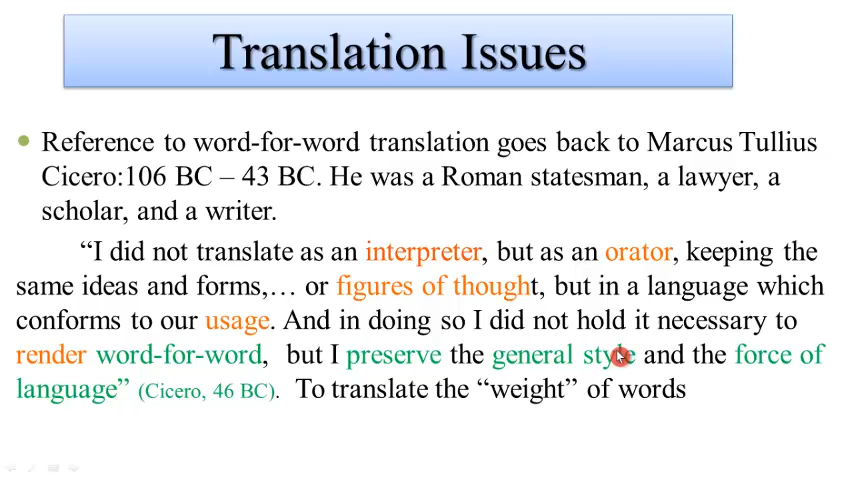 Translation Issues
Reference to word-for-word translation goes back to Marcus Tullius
Cicero:106 BC – 43 BC. He was a Roman statesman, a lawyer, a
scholar, and a writer.
“I did not translate as an interpreter, but as an orator, keeping the
same ideas and forms,… or figures of thought, but in a language which
conforms to our usage. And in doing so I did not hold it necessary to
render word-for-word, but I preserve the general style and the force of
language” (Cicero, 46 BC). To translate the “weight” of words